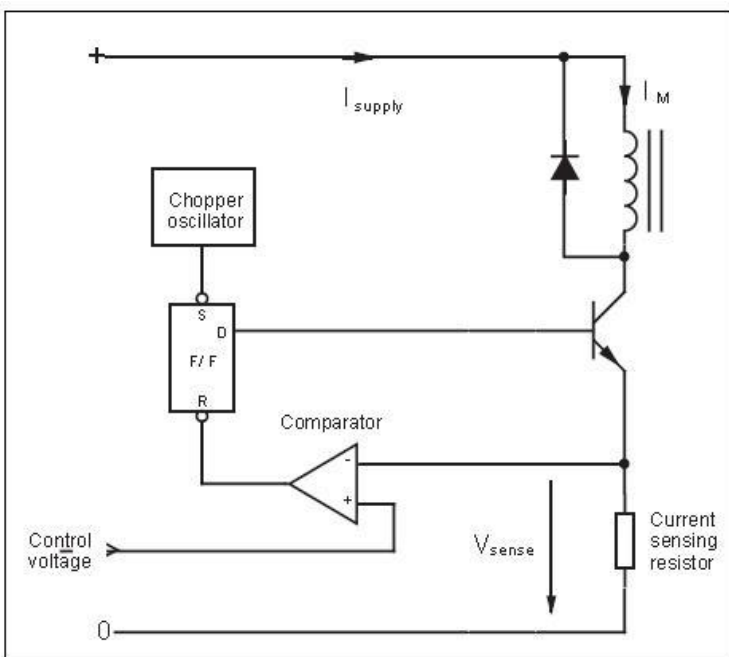 +
I supply
I M
Chopper
oscillator
S
D
F/F
R
Comparator
-
+
Control
voltage
V sense
Current
sensing
resistor
0